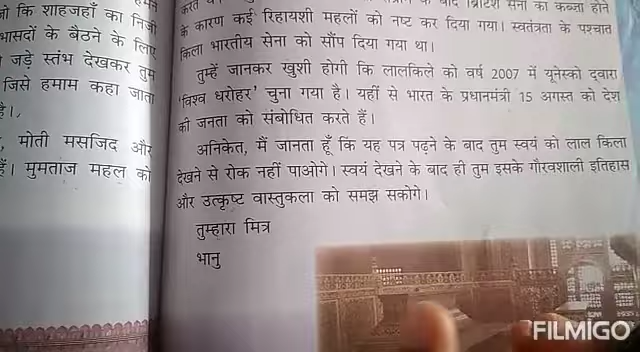 जो कि शाहजहाँ का निजी
भासदों के बैठने के लिए
जड़े स्तंभ देखकर तुम
जिसे हमाम कहा जाता
है।,
, मोती मसजिद और
हैं। मुमताज महल को
के बाद ब्रिटिश सेना का कब्ज़ा होने
के कारण कई रिहायशी महलों को नष्ट कर दिया गया। स्वतंत्रता के पश्चात
किला भारतीय सेना को सौंप दिया गया था।
तुम्हें जानकर खुशी होगी कि लालकिले को वर्ष 2007 में यूनेस्को द्वारा
'विश्व धरोहर' चुना गया है। यहीं से भारत के प्रधानमंत्री 15 अगस्त को देश
की जनता को संबोधित करते हैं।
अनिकेत, मैं जानता हूँ कि यह पत्र पढ़ने के बाद तुम स्वयं को लाल किला
देखने से रोक नहीं पाओगे। स्वयं देखने के बाद ही तुम इसके गौरवशाली इतिहास
और उत्कृष्ट वास्तुकला को समझ सकोगे।
तुम्हारा मित्र
भानु
FILMIGO